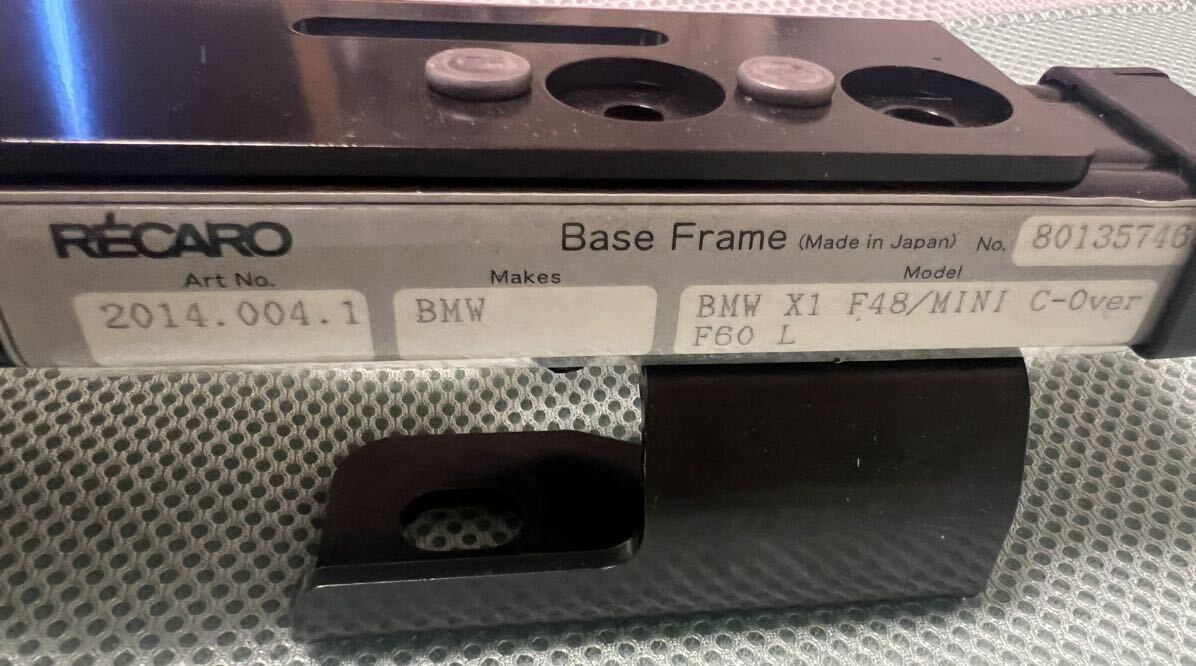 RECARO
Base Frame (Made in Japan) No. 80135746
Art No. Makes Model
2014.004.1 BMW BMW X1 F48/MINI C-Over
F60 L